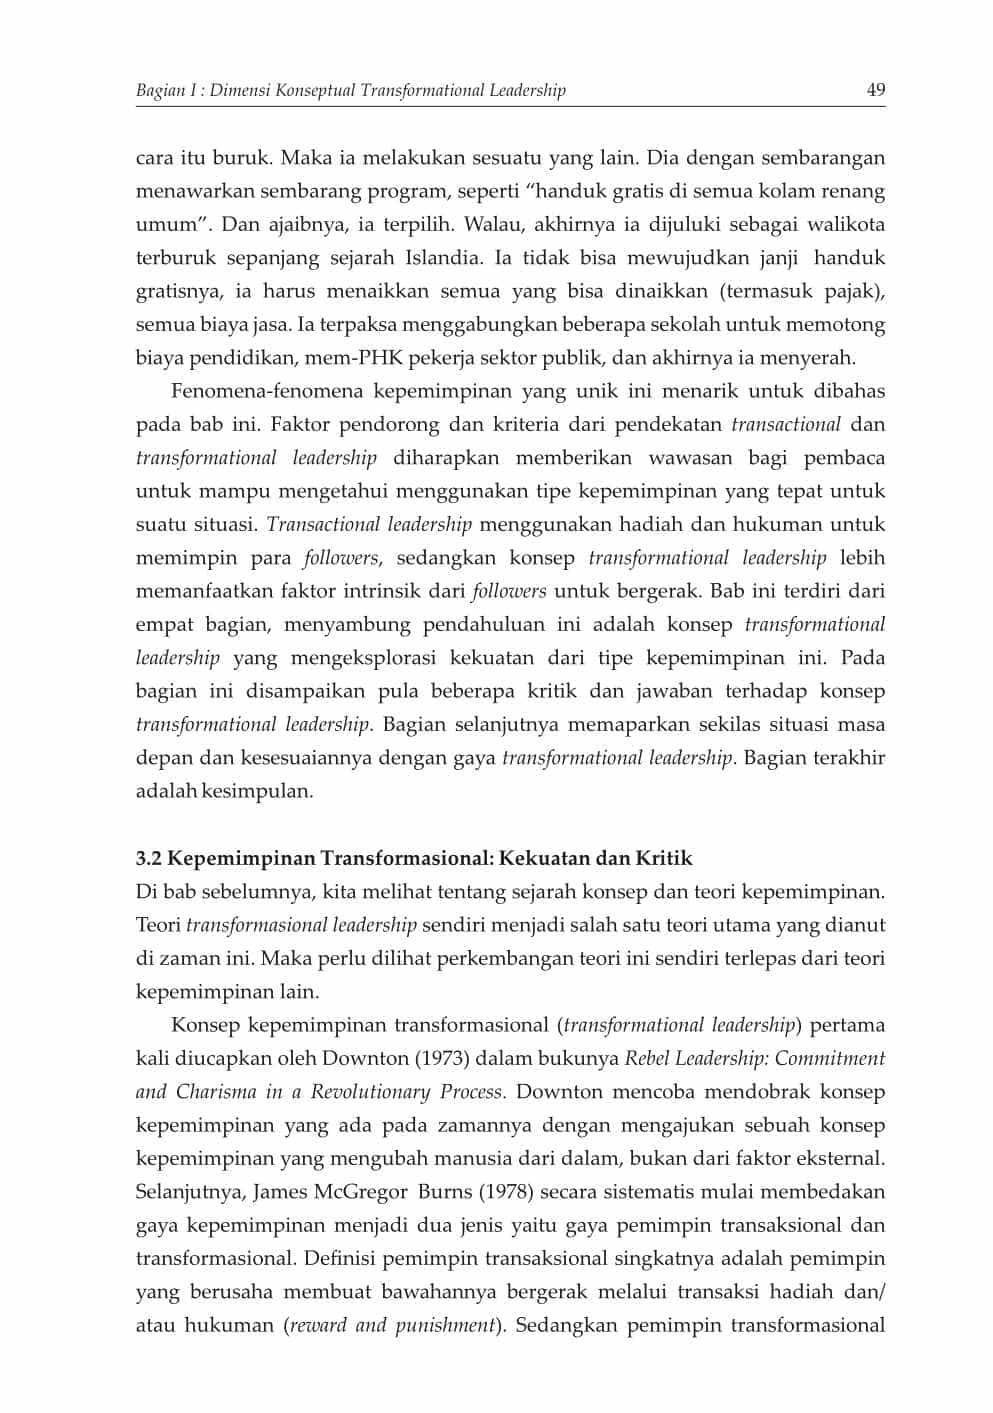 Bagian I : Dimensi Konseptual Transformational Leadership 49
cara itu buruk. Maka ia melakukan sesuatu yang lain. Dia dengan sembarangan
menawarkan sembarang program, seperti “handuk gratis di semua kolam renang
umum”. Dan ajaibnya, ia terpilih. Walau, akhirnya ia dijuluki sebagai walikota
terburuk sepanjang sejarah Islandia. Ia tidak bisa mewujudkan janji handuk
gratisnya, ia harus menaikkan semua yang bisa dinaikkan (termasuk pajak),
semua biaya jasa. Ia terpaksa menggabungkan beberapa sekolah untuk memotong
biaya pendidikan, mem-PHK pekerja sektor publik, dan akhirnya ia menyerah.
Fenomena-fenomena kepemimpinan yang unik ini menarik untuk dibahas
pada bab ini. Faktor pendorong dan kriteria dari pendekatan transactional dan
transformational leadership diharapkan memberikan wawasan bagi pembaca
untuk mampu mengetahui menggunakan tipe kepemimpinan yang tepat untuk
suatu situasi. Transactional leadership menggunakan hadiah dan hukuman untuk
memimpin para followers, sedangkan konsep transformational leadership lebih
memanfaatkan faktor intrinsik dari followers untuk bergerak. Bab ini terdiri dari
empat bagian, menyambung pendahuluan ini adalah konsep transformational
leadership yang mengeksplorasi kekuatan dari tipe kepemimpinan ini. Pada
bagian ini disampaikan pula beberapa kritik dan jawaban terhadap konsep
transformational leadership. Bagian selanjutnya memaparkan sekilas situasi masa
depan dan kesesuaiannya dengan gaya transformational leadership. Bagian terakhir
adalah kesimpulan.
3.2 Kepemimpinan Transformasional: Kekuatan dan Kritik
Di bab sebelumnya, kita melihat tentang sejarah konsep dan teori kepemimpinan.
Teori transformasional leadership sendiri menjadi salah satu teori utama yang dianut
di zaman ini. Maka perlu dilihat perkembangan teori ini sendiri terlepas dari teori
kepemimpinan lain.
Konsep kepemimpinan transformasional (transformational leadership) pertama
kali diucapkan oleh Downton (1973) dalam bukunya Rebel Leadership: Commitment
and Charisma in a Revolutionary Process. Downton mencoba mendobrak konsep
kepemimpinan yang ada pada zamannya dengan mengajukan sebuah konsep
kepemimpinan yang mengubah manusia dari dalam, bukan dari faktor eksternal.
Selanjutnya, James McGregor Burns (1978) secara sistematis mulai membedakan
gaya kepemimpinan menjadi dua jenis yaitu gaya pemimpin transaksional dan
transformasional. Definisi pemimpin transaksional singkatnya adalah pemimpin
yang berusaha membuat bawahannya bergerak melalui transaksi hadiah dan/
atau hukuman (reward and punishment). Sedangkan pemimpin transformasional